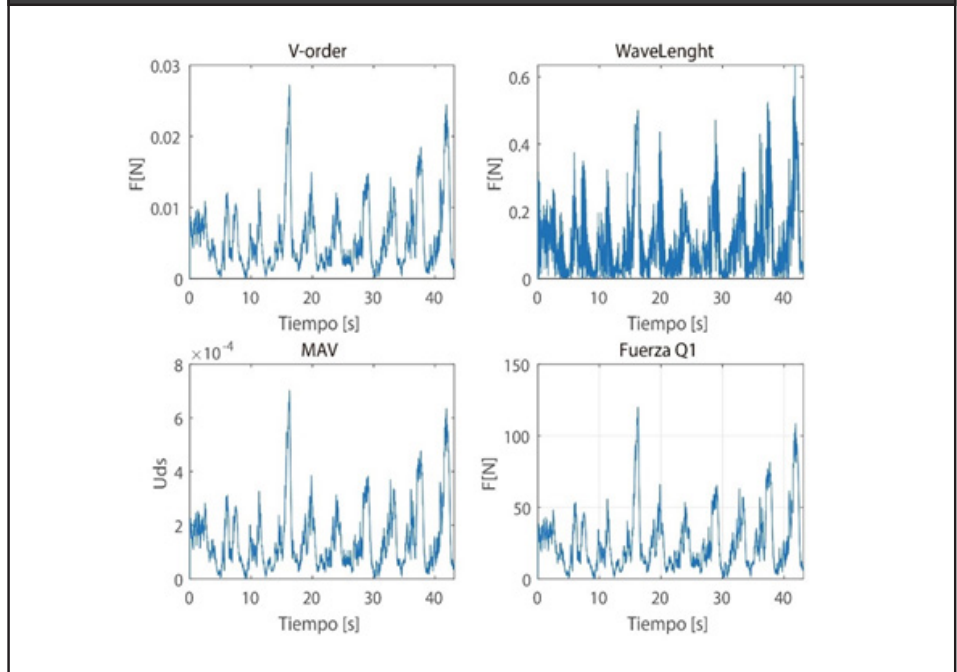 V-order
F[N]
0.03
0.02
0.01
0
0 10 20 30 40
Tiempo [s]
WaveLenght
F[N]
0.6
0.4
0.2
0
0 10 20 30 40
Tiempo [s]
MAV
×10-4
Uds
8
6
4
2
0
0 10 20 30 40
Tiempo [s]
Fuerza Q1
F[N]
150
100
50
0
0 10 20 30 40
Tiempo [s]